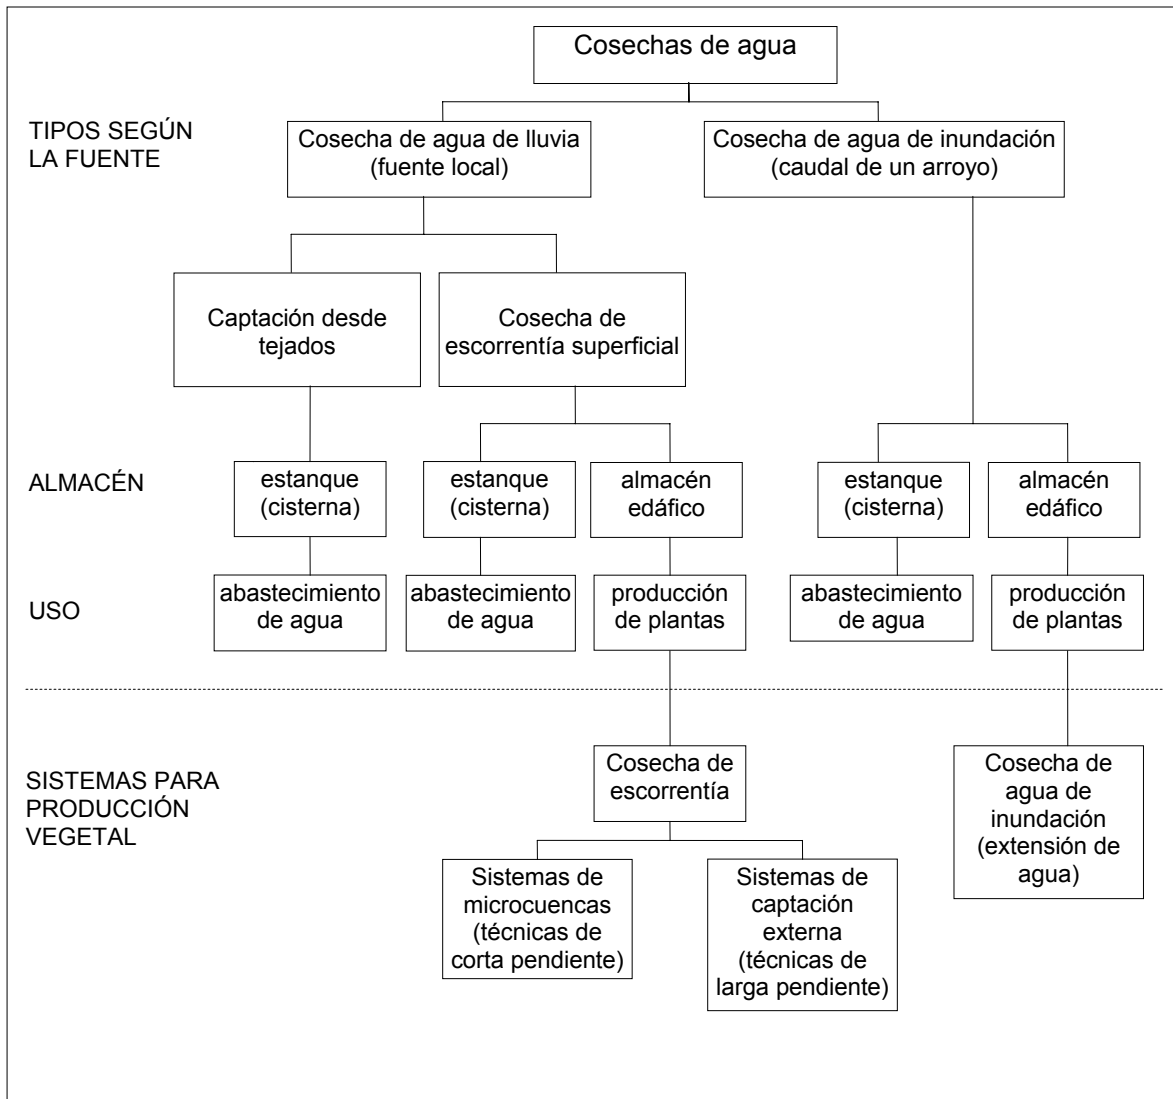 Cosechas de agua
TIPOS SEGÚN
LA FUENTE
Cosecha de agua de lluvia
(fuente local)
Cosecha de agua de inundación
(caudal de un arroyo)
Captación desde
tejados
Cosecha de
escorrentía superficial
ALMACÉN
estanque
(cisterna)
estanque
(cisterna)
almacén
edáfico
estanque
(cisterna)
almacén
edáfico
USO
abastecimiento
de agua
abastecimiento
de agua
producción
de plantas
abastecimiento
de agua
producción
de plantas
SISTEMAS PARA
PRODUCCIÓN
VEGETAL
Cosecha de
escorrentía
Cosecha de
agua de
inundación
(extensión de
agua)
Sistemas de
microcuencas
(técnicas de
corta pendiente)
Sistemas de
captación
externa
(técnicas de
larga pendiente)